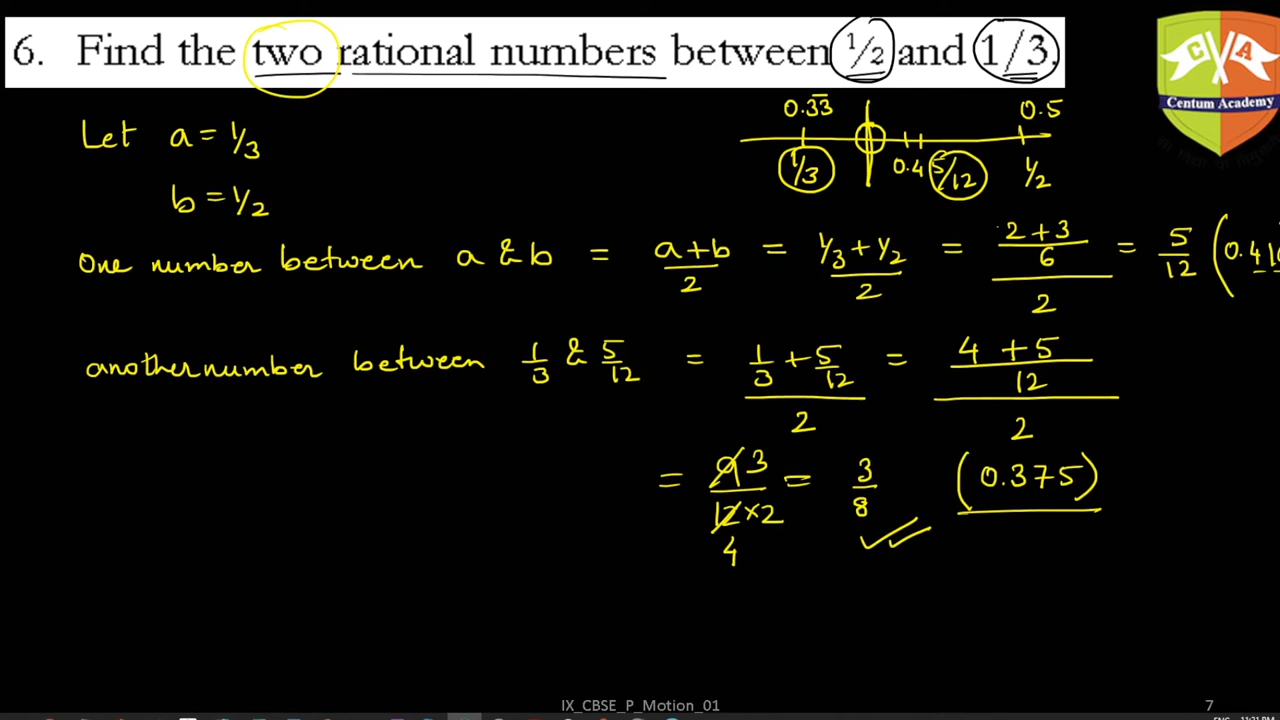 6. Find the two rational numbers between 1/2 and 1/3.
C A
Centum Academy
0.33̅ 0.5
1/3 0.4 5/12 1/2
Let a = 1/3
b = 1/2
One number between a & b = a+b/2 = 1/3 + 1/2 / 2 = 2+3/6 / 2 = 5/12 (0.41
another number between 1/3 & 5/12 = 1/3 + 5/12 / 2 = 4+5/12 / 2
= 9 3 / 12×2 4 = 3/8 (0.375)
IX_CBSE_P_Motion_01 7